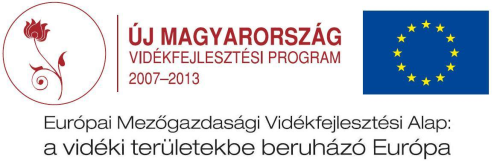 ÚJ MAGYARORSZÁG
VIDÉKFEJLESZTÉSI PROGRAM
2007–2013
Európai Mezőgazdasági Vidékfejlesztési Alap:
a vidéki területekbe beruházó Európa